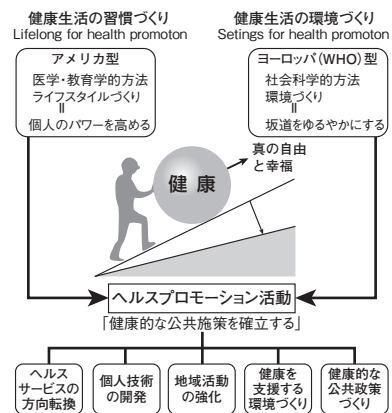 健康生活の習慣づくり
Lifelong for health promoton
アメリカ型
医学・教育学的方法
ライフスタイルづくり
＝
個人のパワーを高める
健康生活の環境づくり
Setings for health promoton
ヨーロッパ（WHO）型
社会科学的方法
環境づくり
＝
坂道をゆるやかにする
健康
真の自由
と幸福
ヘルスプロモーション活動
「健康的な公共施策を確立する」
ヘルス
サービスの
方向転換
個人技術
の開発
地域活動
の強化
健康を
支援する
環境づくり
健康的な
公共政策
づくり